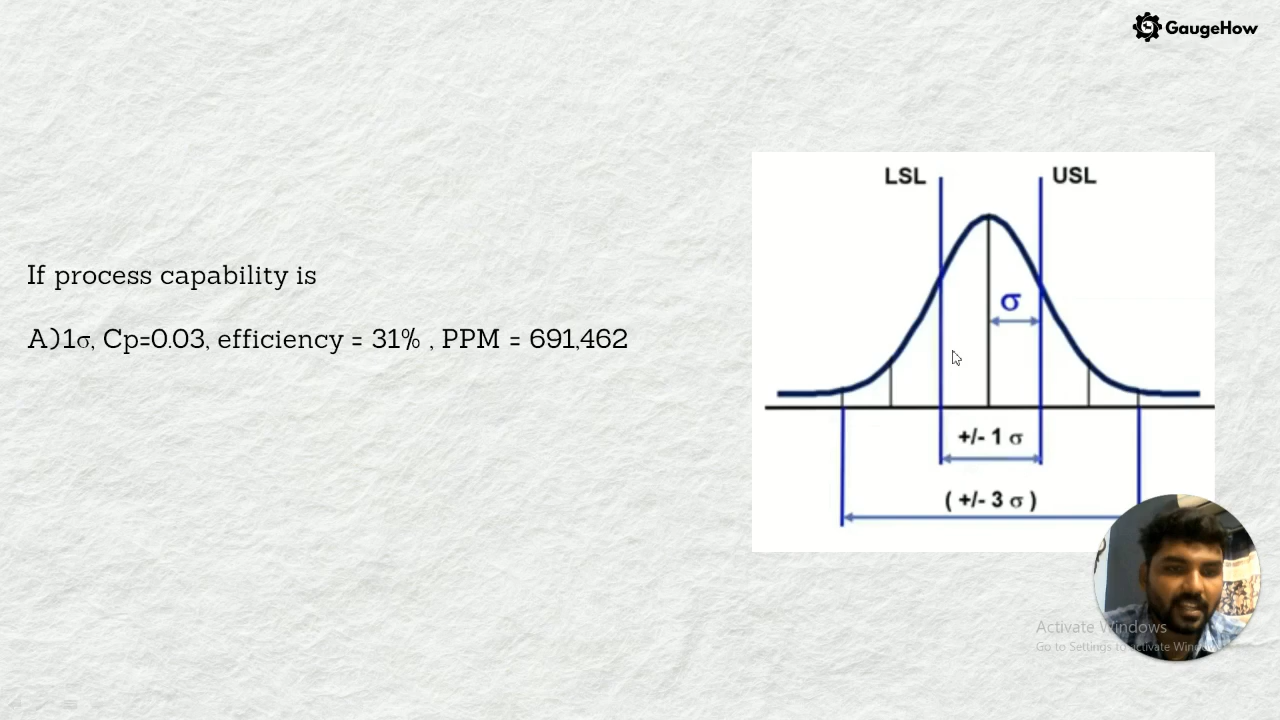 GaugeHow
LSL
USL
If process capability is
σ
A)1σ, Cp=0.03, efficiency = 31% , PPM = 691,462
+/- 1 σ
( +/- 3 σ )
Activate Windows